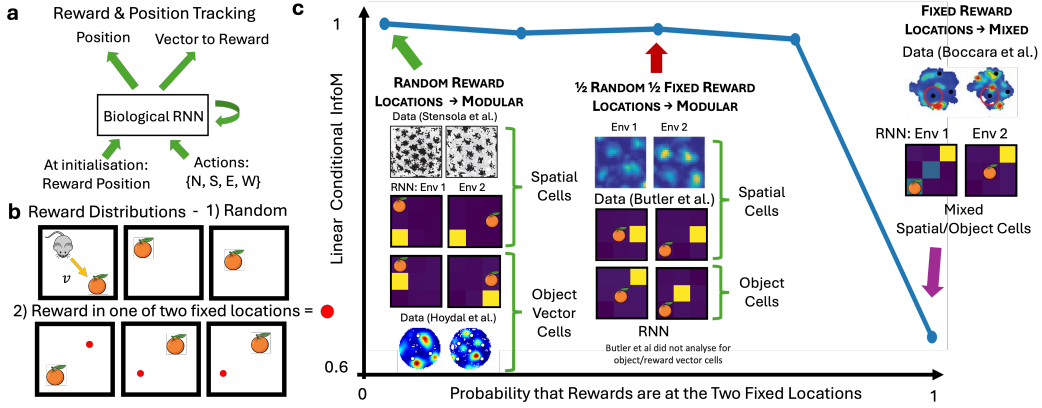 a
Reward & Position Tracking
Position
Vector to Reward
Biological RNN
At initialisation:
Reward Position
Actions:
{N, S, E, W}
b
Reward Distributions - 1) Random
v
2) Reward in one of two fixed locations =
c
Linear Conditional InfoM
1
0.6
0
1
Probability that Rewards are at the Two Fixed Locations
RANDOM REWARD
LOCATIONS → MODULAR
Data (Stensola et al.)
RNN: Env 1
Env 2
Spatial
Cells
Object
Vector
Cells
Data (Hoydal et al.)
½ RANDOM ½ FIXED REWARD
LOCATIONS → MODULAR
Env 1
Env 2
Data (Butler et al.)
Spatial
Cells
Object
Cells
RNN
Butler et al did not analyse for
object/reward vector cells
FIXED REWARD
LOCATIONS → MIXED
Data (Boccara et al.)
RNN: Env 1
Env 2
Mixed
Spatial/Object Cells